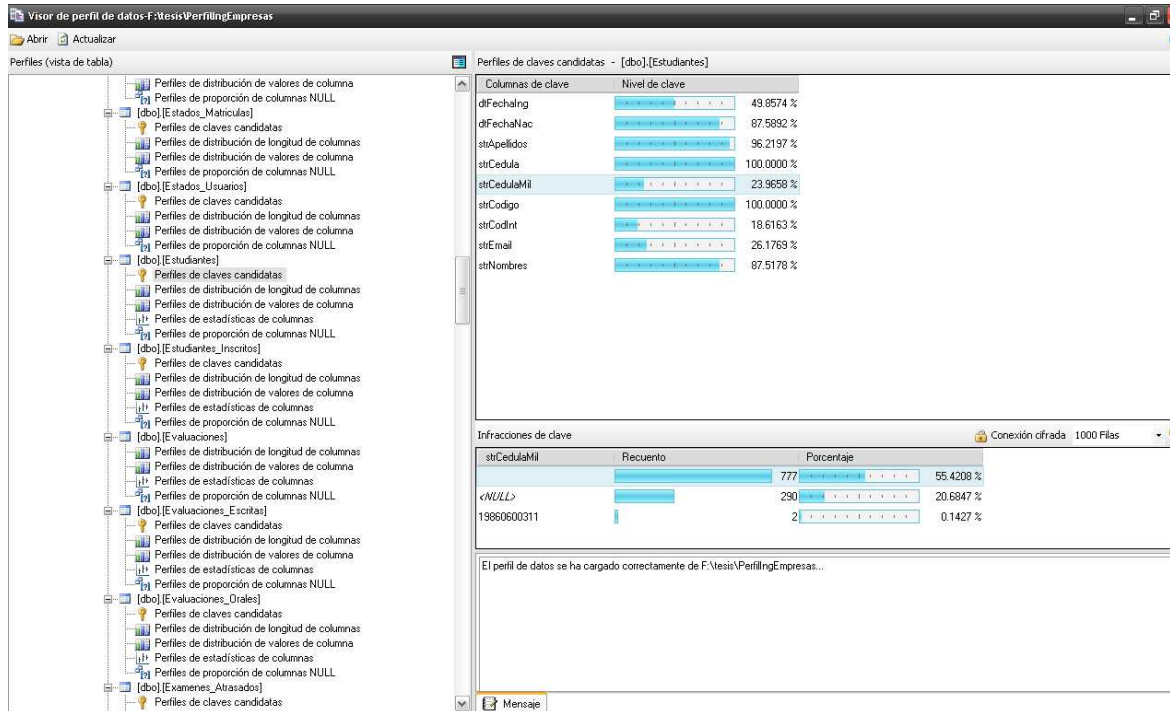 Visor de perfil de datos-F:\tesis\PerfilIngEmpresas
Abrir Actualizar
Perfiles (vista de tabla)
Perfiles de distribución de valores de columna
Perfiles de proporción de columnas NULL
[dbo].[Estados_Matriculas]
Perfiles de claves candidatas
Perfiles de distribución de longitud de columnas
Perfiles de distribución de valores de columna
Perfiles de proporción de columnas NULL
[dbo].[Estados_Usuarios]
Perfiles de claves candidatas
Perfiles de distribución de longitud de columnas
Perfiles de distribución de valores de columna
Perfiles de proporción de columnas NULL
[dbo].[Estudiantes]
Perfiles de claves candidatas
Perfiles de distribución de longitud de columnas
Perfiles de distribución de valores de columna
Perfiles de estadísticas de columnas
Perfiles de proporción de columnas NULL
[dbo].[Estudiantes_Inscritos]
Perfiles de claves candidatas
Perfiles de distribución de longitud de columnas
Perfiles de distribución de valores de columna
Perfiles de estadísticas de columnas
Perfiles de proporción de columnas NULL
[dbo].[Evaluaciones]
Perfiles de distribución de longitud de columnas
Perfiles de distribución de valores de columna
Perfiles de estadísticas de columnas
Perfiles de proporción de columnas NULL
[dbo].[Evaluaciones_Escritas]
Perfiles de claves candidatas
Perfiles de distribución de longitud de columnas
Perfiles de distribución de valores de columna
Perfiles de estadísticas de columnas
Perfiles de proporción de columnas NULL
[dbo].[Evaluaciones_Orales]
Perfiles de claves candidatas
Perfiles de distribución de longitud de columnas
Perfiles de distribución de valores de columna
Perfiles de estadísticas de columnas
Perfiles de proporción de columnas NULL
[dbo].[Examenes_Atrasados]
Perfiles de claves candidatas
Perfiles de claves candidatas - [dbo].[Estudiantes]
Columnas de clave Nivel de clave
dtFechaIng 49.8574 %
dtFechaNac 87.5892 %
strApellidos 96.2197 %
strCedula 100.0000 %
strCedulaMil 23.9658 %
strCodigo 100.0000 %
strCodInt 18.6163 %
strEmail 26.1769 %
strNombres 87.5178 %
Infracciones de clave Conexión cifrada 1000 Filas
strCedulaMil Recuento Porcentaje
777 55.4208 %
<NULL> 290 20.6847 %
19860600311 2 0.1427 %
El perfil de datos se ha cargado correctamente de F:\tesis\PerfilIngEmpresas...
Mensaje